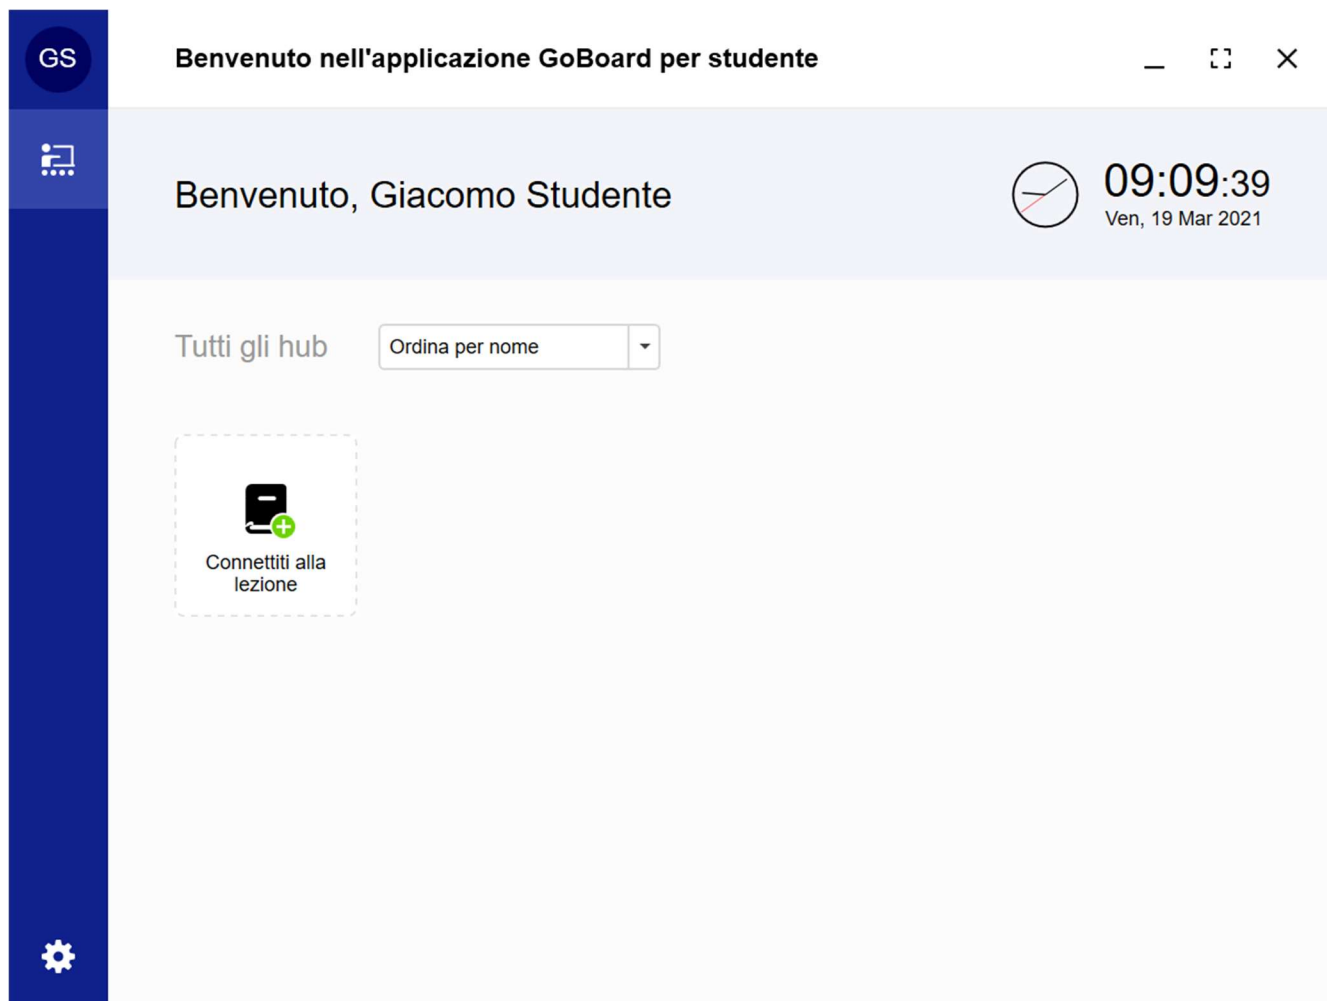 GS
Benvenuto nell'applicazione GoBoard per studente
Benvenuto, Giacomo Studente
09:09:39
Ven, 19 Mar 2021
Tutti gli hub
Ordina per nome
Connettiti alla
lezione